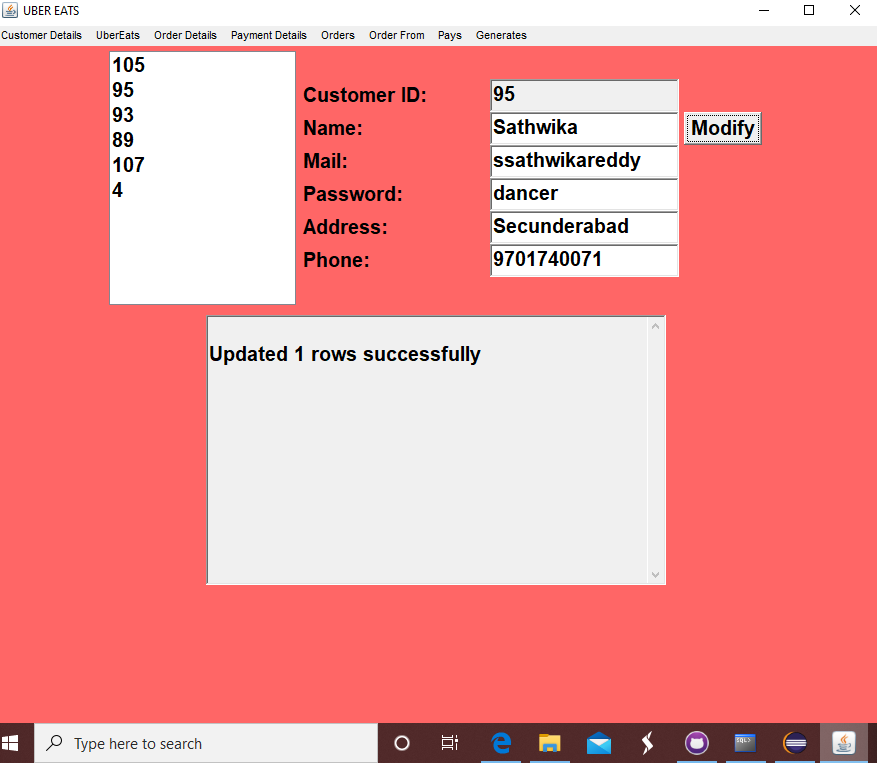 UBER EATS
Customer Details UberEats Order Details Payment Details Orders Order From Pays Generates
105
95
93
89
107
4
Customer ID: 95
Name: Sathwika Modify
Mail: ssathwikareddy
Password: dancer
Address: Secunderabad
Phone: 9701740071
Updated 1 rows successfully
Type here to search
SQL>